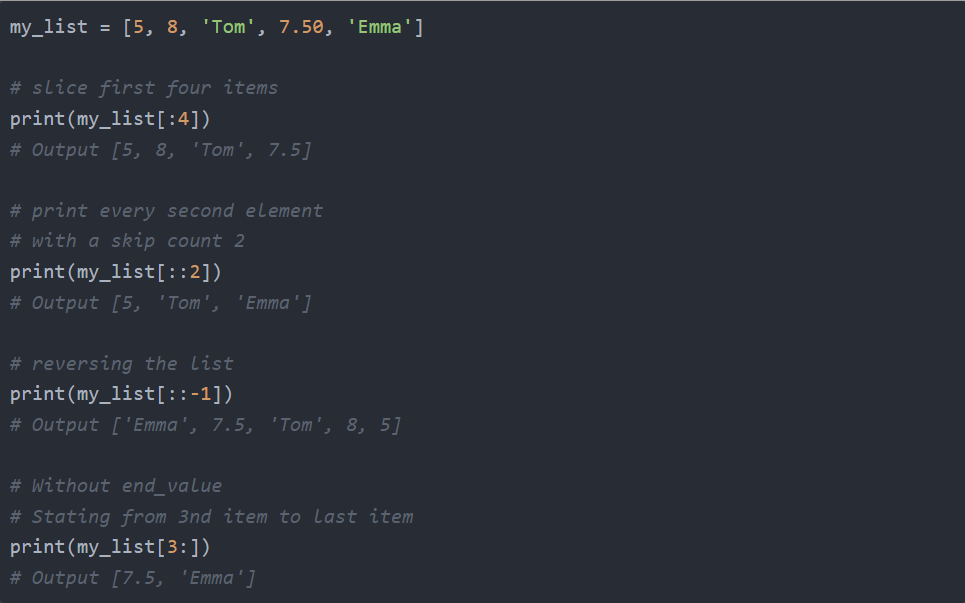 my_list = [5, 8, 'Tom', 7.50, 'Emma']
# slice first four items
print(my_list[:4])
# Output [5, 8, 'Tom', 7.5]
# print every second element
# with a skip count 2
print(my_list[::2])
# Output [5, 'Tom', 'Emma']
# reversing the list
print(my_list[::-1])
# Output ['Emma', 7.5, 'Tom', 8, 5]
# Without end_value
# Stating from 3nd item to last item
print(my_list[3:])
# Output [7.5, 'Emma']